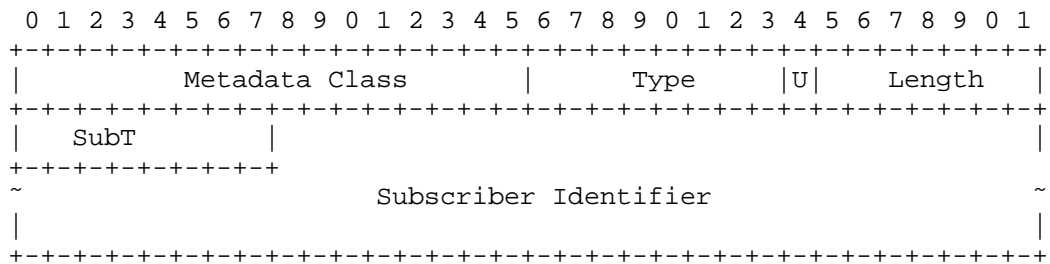 0 1 2 3 4 5 6 7 8 9 0 1 2 3 4 5 6 7 8 9 0 1 2 3 4 5 6 7 8 9 0 1
+-+-+-+-+-+-+-+-+-+-+-+-+-+-+-+-+-+-+-+-+-+-+-+-+-+-+-+-+-+-+-+-+
|          Metadata Class       |      Type     |U|    Length   |
+-+-+-+-+-+-+-+-+-+-+-+-+-+-+-+-+-+-+-+-+-+-+-+-+-+-+-+-+-+-+-+-+
|   SubT        |                                               |
+-+-+-+-+-+-+-+-+
~                      Subscriber Identifier                    ~
|                                                               |
+-+-+-+-+-+-+-+-+-+-+-+-+-+-+-+-+-+-+-+-+-+-+-+-+-+-+-+-+-+-+-+-+